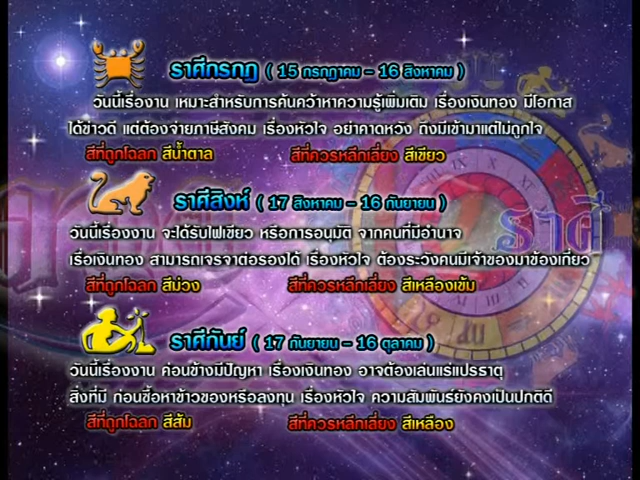 ราศีกรกฎ ( 15 กรกฎาคม - 16 สิงหาคม )
วันนี้เรื่องาน เหมาะสำหรับการค้นคว้าหาความรู้เพิ่มเติม เรื่องเงินทอง มีโอกาส
ได้ข่าวดี แต่ต้องจ่ายภาษีสังคม เรื่องหัวใจ อย่าคาดหวัง ถึงมีเข้ามาแต่ไม่ถูกใจ
สีที่ถูกโฉลก สีน้ำตาล สีที่ควรหลีกเลี่ยง สีเขียว
ราศีสิงห์ ( 17 สิงหาคม - 16 กันยายน )
วันนี้เรื่องงาน จะได้รับไฟเขียว หรือการอนุมัติ จากคนที่มีอำนาจ
เรื่อเงินทอง สามารถเจรจาต่อรองได้ เรื่องหัวใจ ต้องระวังคนมีเจ้าของมาข้องเกี่ยว
สีที่ถูกโฉลก สีม่วง สีที่ควรหลีกเลี่ยง สีเหลืองเข้ม
ราศี
ราศีกันย์ ( 17 กันยายน - 16 ตุลาคม )
วันนี้เรื่องงาน ค่อนข้างมีปัญหา เรื่องเงินทอง อาจต้องเล่นแร่แปรธาตุ
สิ่งที่มี ก่อนซื้อหาข้าวของหรือลงทุน เรื่องหัวใจ ความสัมพันธ์ยังคงเป็นปกติดี
สีที่ถูกโฉลก สีส้ม สีที่ควรหลีกเลี่ยง สีเหลือง